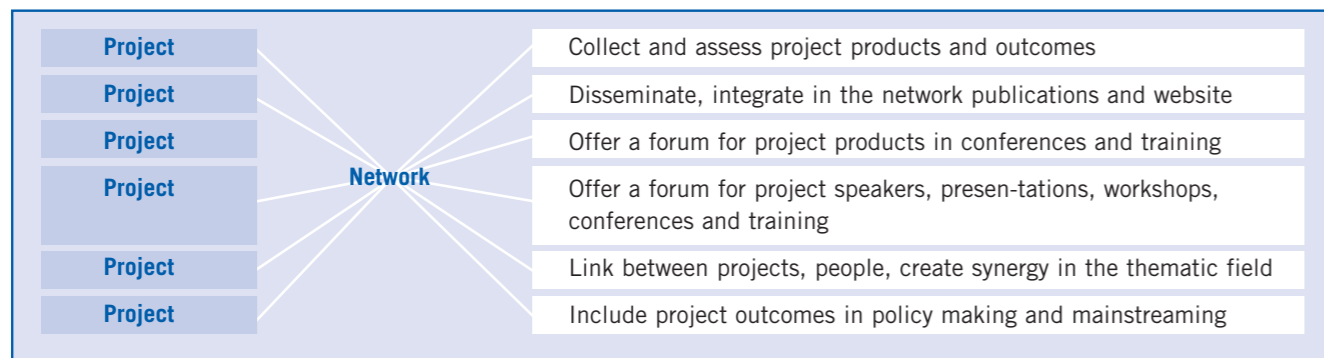 Project
Collect and assess project products and outcomes
Project
Disseminate, integrate in the network publications and website
Project
Offer a forum for project products in conferences and training
Project
Network
Offer a forum for project speakers, presen-tations, workshops,
conferences and training
Project
Link between projects, people, create synergy in the thematic field
Project
Include project outcomes in policy making and mainstreaming